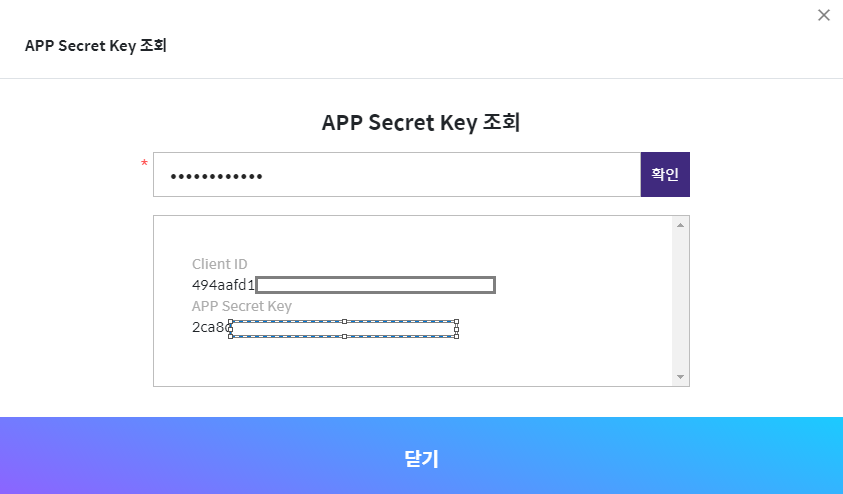 APP Secret Key 조회
APP Secret Key 조회
* ●●●●●●●●●●●● 확인
Client ID
494aafd1
APP Secret Key
2ca8
닫기